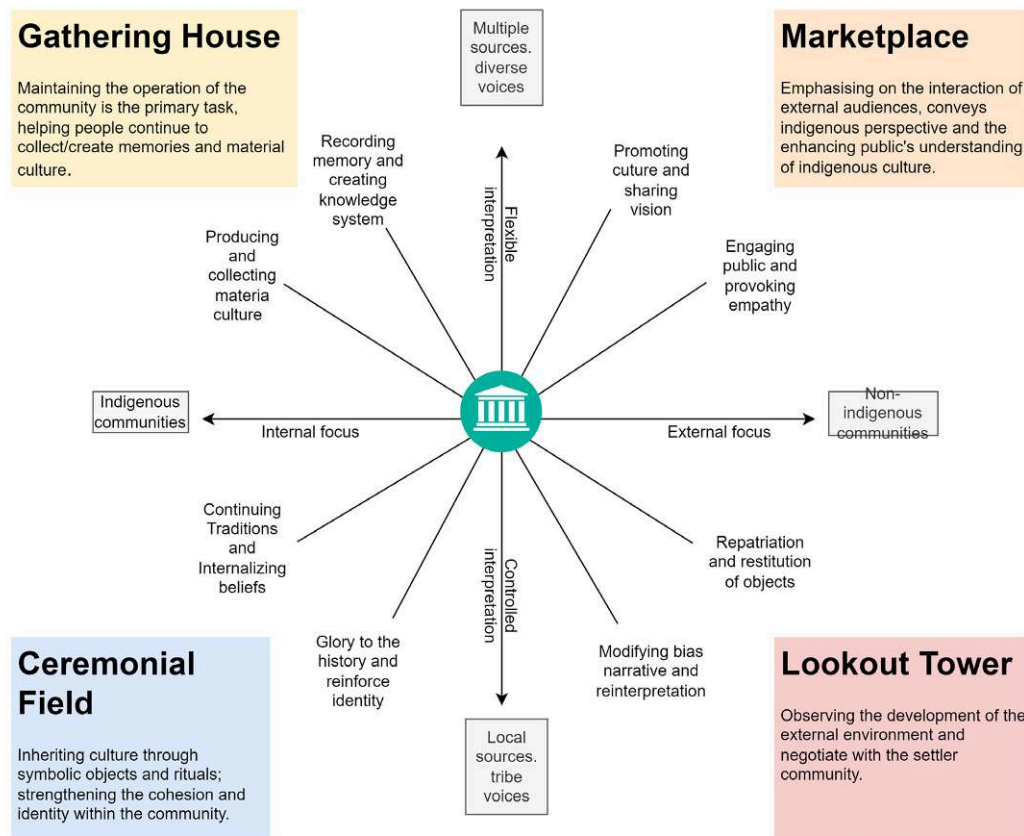 Gathering House
Maintaining the operation of the
community is the primary task,
helping people continue to
collect/create memories and material
culture.
Multiple
sources.
diverse
voices
Marketplace
Emphasising on the interaction of
external audiences, conveys
indigenous perspective and the
enhancing public's understanding
of indigenous culture.
Recording
memory and
creating
knowledge
system
Flexible
interpretation
Promoting
cuture and
sharing
vision
Producing
and
collecting
materia
culture
Engaging
public and
provoking
empathy
Indigenous
communities
Internal focus
External focus
Non-
indigenous
communities
Continuing
Traditions
and
Internalizing
beliefs
Glory to the
history and
reinforce
identity
Controlled
interpretation
Modifying bias
narrative and
reinterpretation
Repatriation
and restitution
of objects
Ceremonial
Field
Inheriting culture through
symbolic objects and rituals;
strengthening the cohesion and
identity within the community.
Local
sources.
tribe
voices
Lookout Tower
Observing the development of the
external environment and
negotiate with the settler
community.